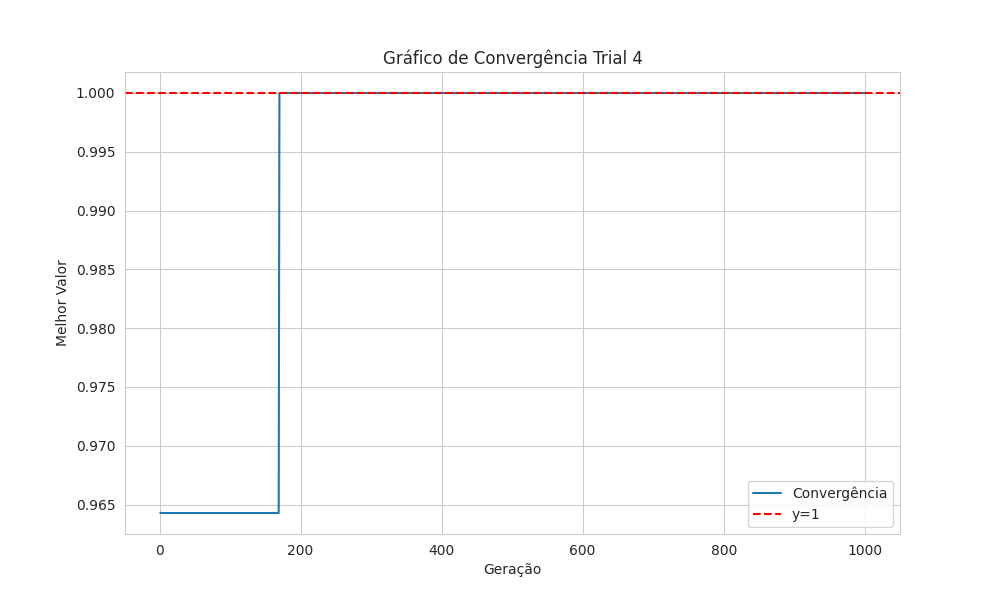 Gráfico de Convergência Trial 4
1.000
0.995
0.990
0.985
0.980
0.975
0.970
0.965
Melhor Valor
0 200 400 600 800 1000
Geração
Convergência
y=1